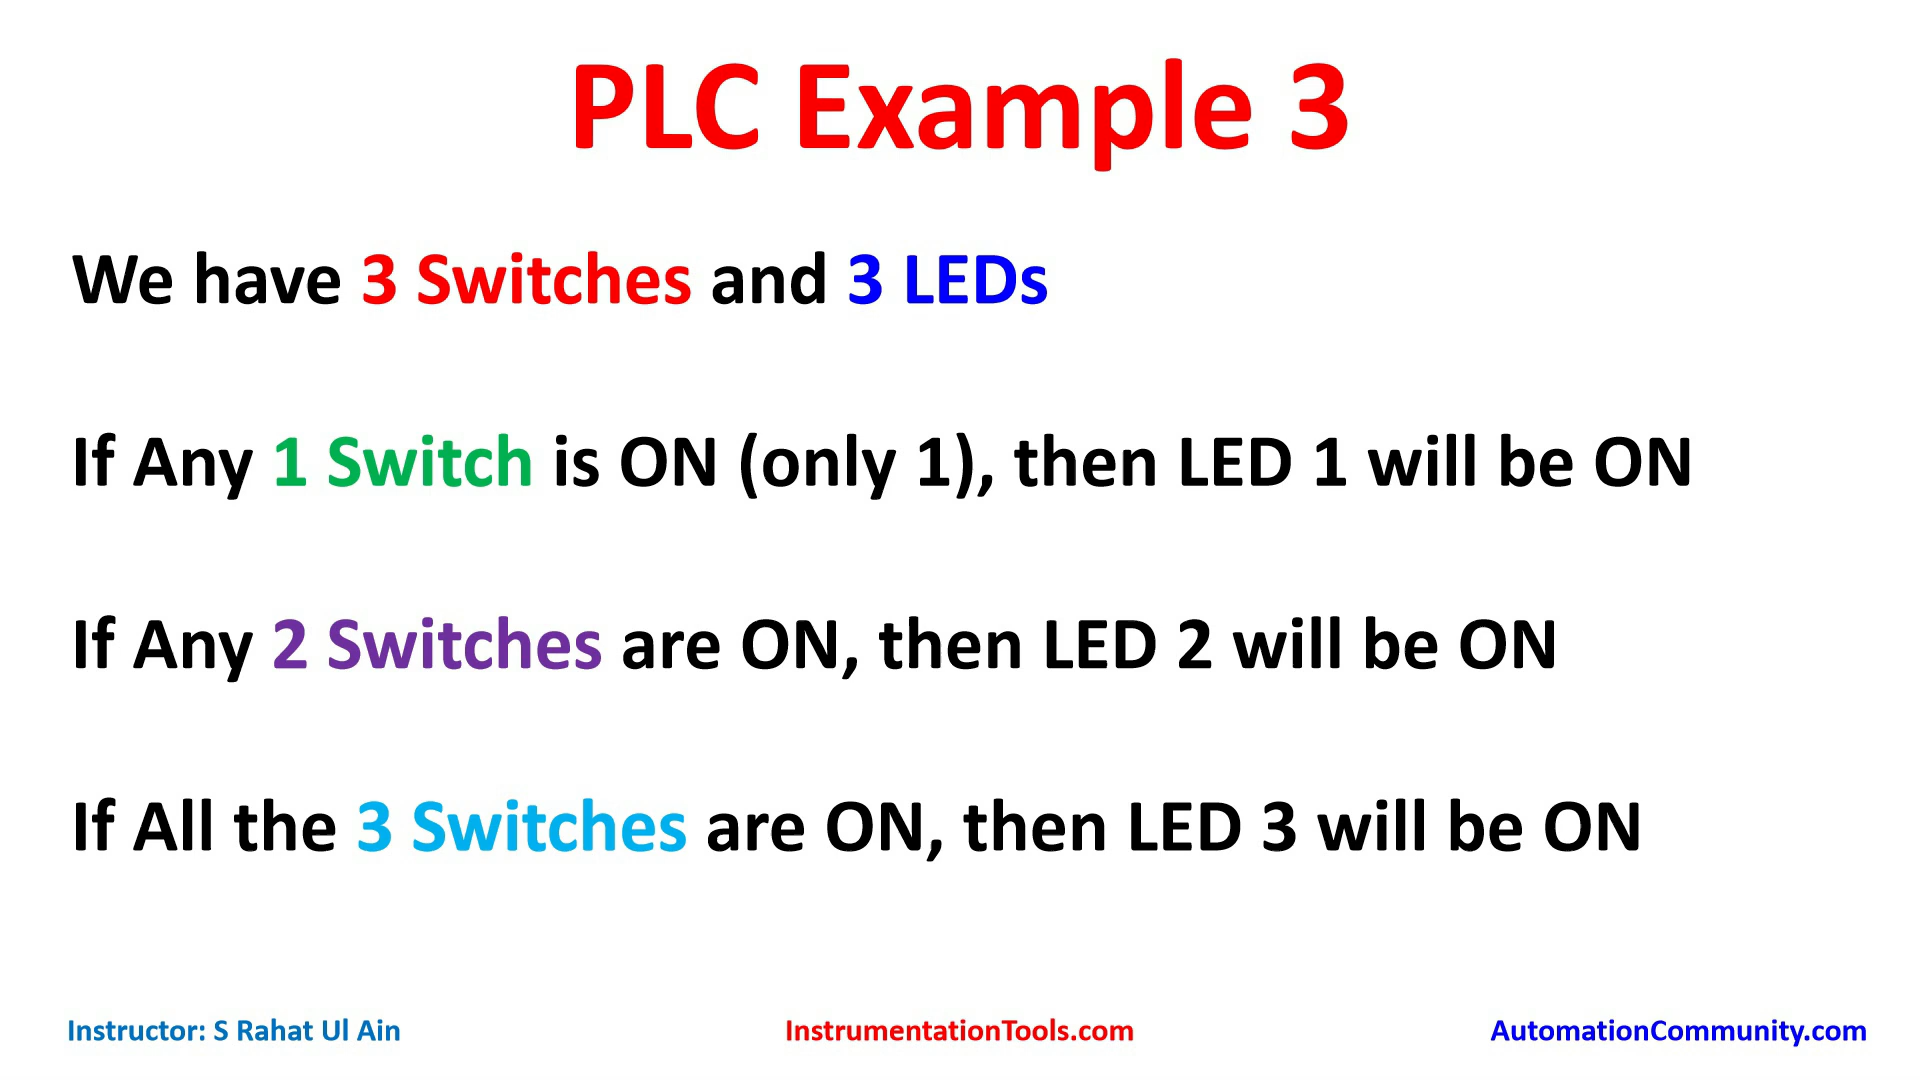 PLC Example 3
We have 3 Switches and 3 LEDs
If Any 1 Switch is ON (only 1), then LED 1 will be ON
If Any 2 Switches are ON, then LED 2 will be ON
If All the 3 Switches are ON, then LED 3 will be ON
Instructor: S Rahat Ul Ain
InstrumentationTools.com
AutomationCommunity.com